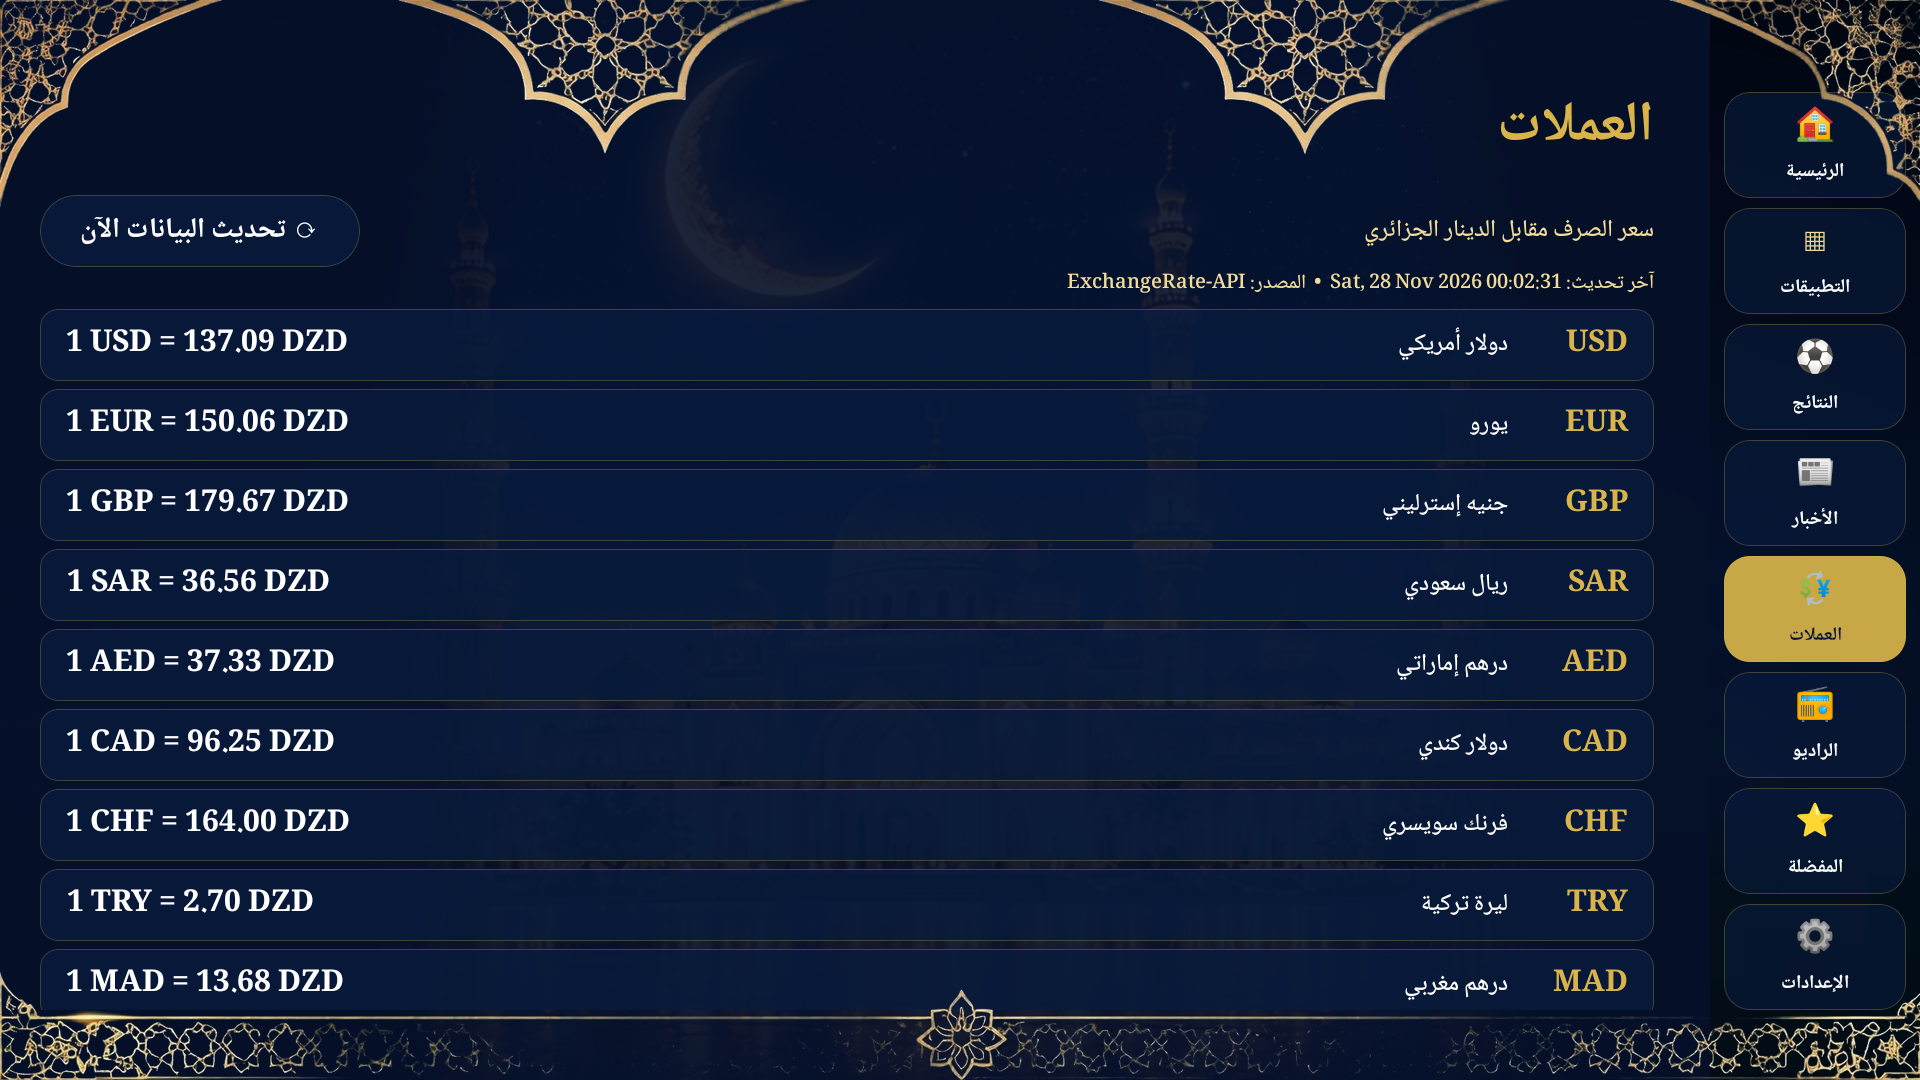 العملات
سعر الصرف مقابل الدينار الجزائري
تحديث البيانات الآن
آخر تحديث: Sat, 28 Nov 2026 00:02:31 • المصدر: ExchangeRate-API
USD دولار أمريكي 1 USD = 137.09 DZD
EUR يورو 1 EUR = 150.06 DZD
GBP جنيه إسترليني 1 GBP = 179.67 DZD
SAR ريال سعودي 1 SAR = 36.56 DZD
AED درهم إماراتي 1 AED = 37.33 DZD
CAD دولار كندي 1 CAD = 96.25 DZD
CHF فرنك سويسري 1 CHF = 164.00 DZD
TRY ليرة تركية 1 TRY = 2.70 DZD
MAD درهم مغربي 1 MAD = 13.68 DZD
الرئيسية
التطبيقات
النتائج
الأخبار
العملات
الراديو
المفضلة
الإعدادات